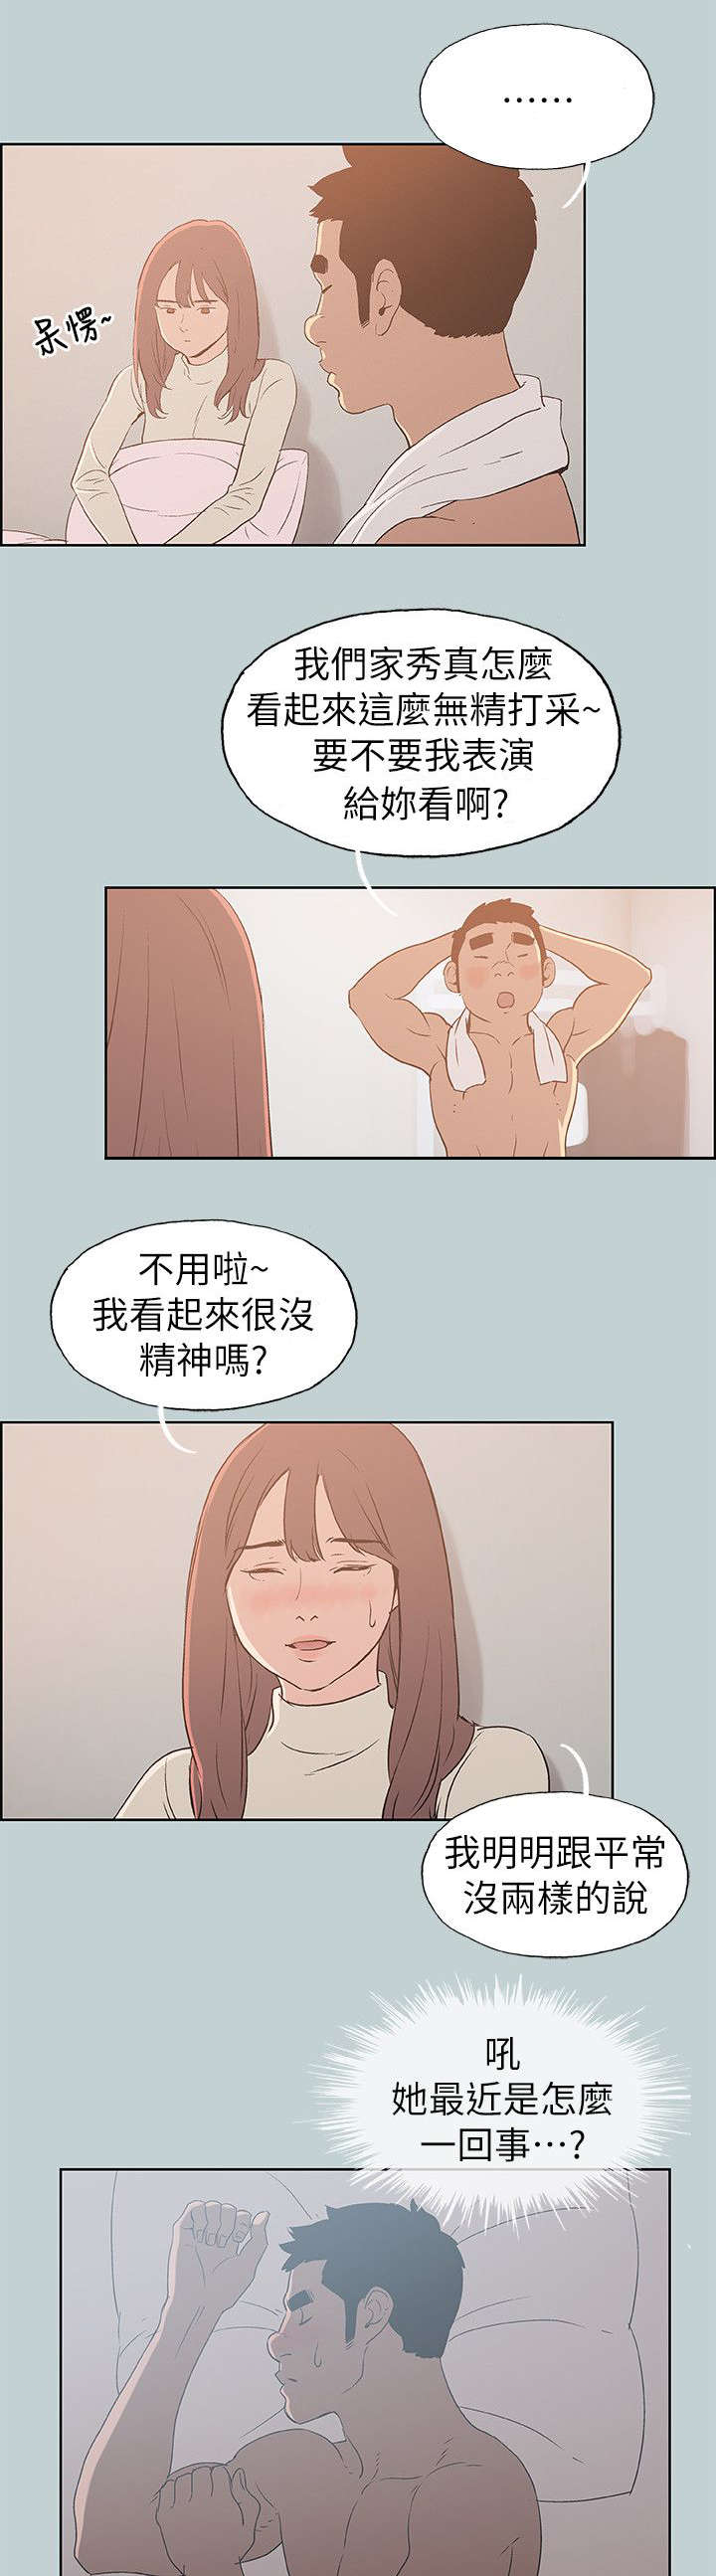 ……
呆愣~
我們家秀真怎麼
看起來這麼無精打采~
要不要我表演
給妳看啊?
不用啦~
我看起來很沒
精神嗎?
我明明跟平常
沒兩樣的說
吼
她最近是怎麼
一回事…?